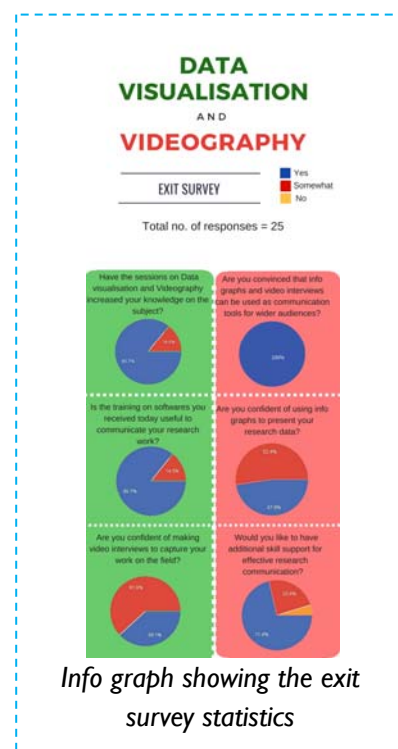 DATA
VISUALISATION
AND
VIDEOGRAPHY
EXIT SURVEY
Yes
Somewhat
No
Total no. of responses = 25
Have the sessions on Data
visualisation and Videography
increased your knowledge on the
subject?
Are you convinced that info
graphs and video interviews
can be used as communication
tools for wider audiences?
100%
Is the training on softwares you
received today useful to
communicate your research
work?
Are you confident of using info
graphs to present your
research data?
Are you confident of making
video interviews to capture your
work on the field?
Would you like to have
additional skill support for
effective research
communication?
Info graph showing the exit
survey statistics